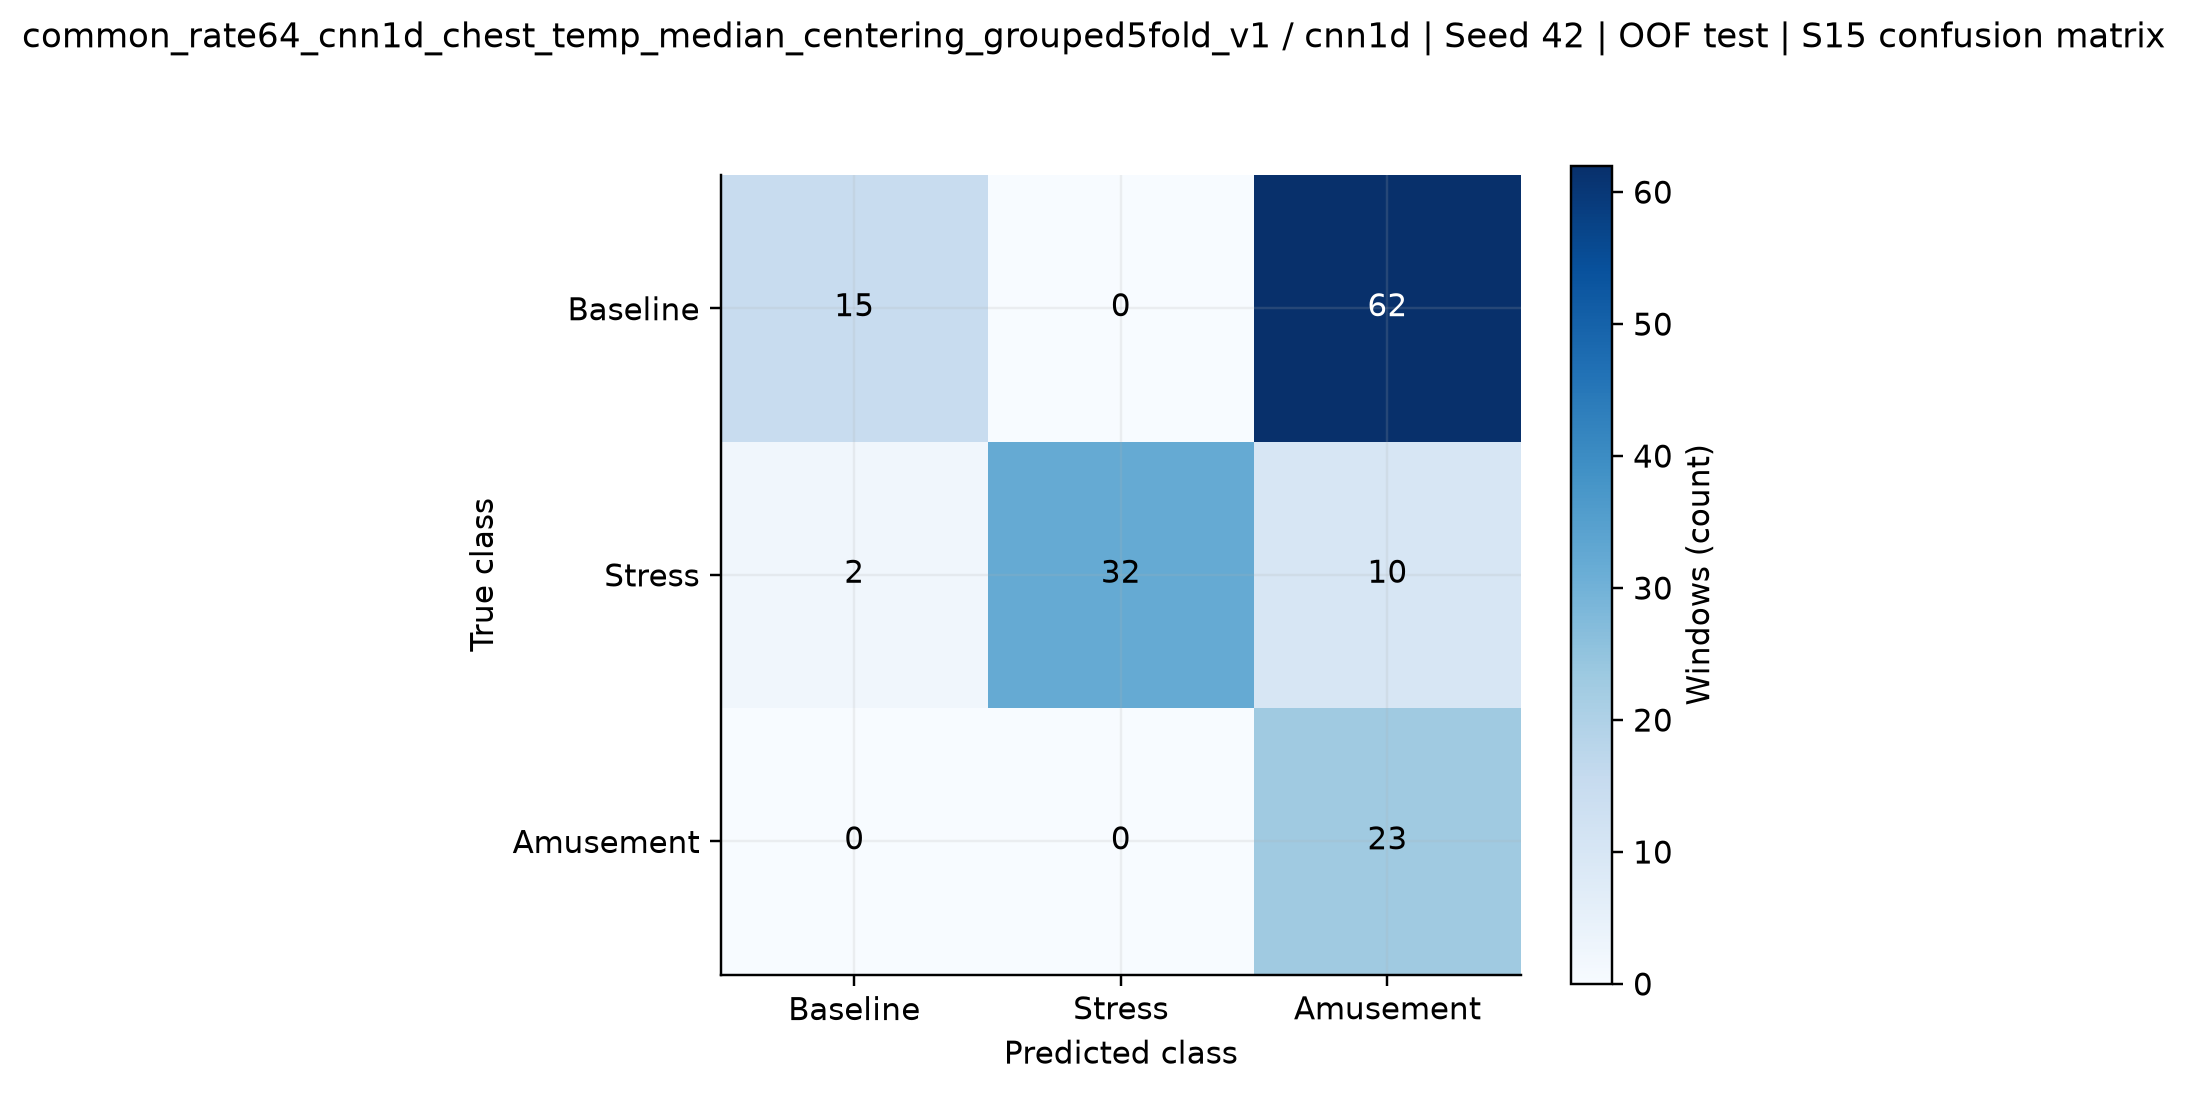 common_rate64_cnn1d_chest_temp_median_centering_grouped5fold_v1 / cnn1d | Seed 42 | OOF test | S15 confusion matrix
Baseline 15 0 62
Stress 2 32 10
Amusement 0 0 23
Baseline Stress Amusement
Predicted class
True class
60
50
40
30
20
10
0
Windows (count)